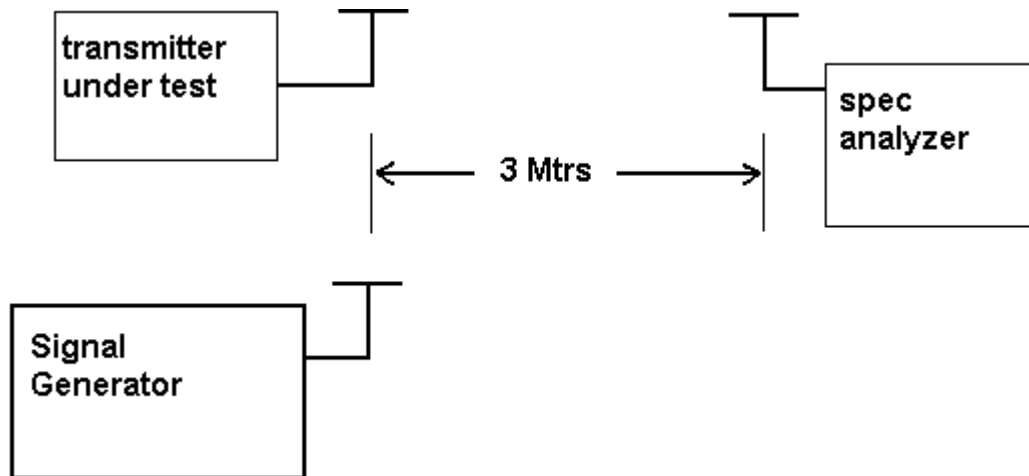 transmitter
under test
spec
analyzer
3 Mtrs
Signal
Generator